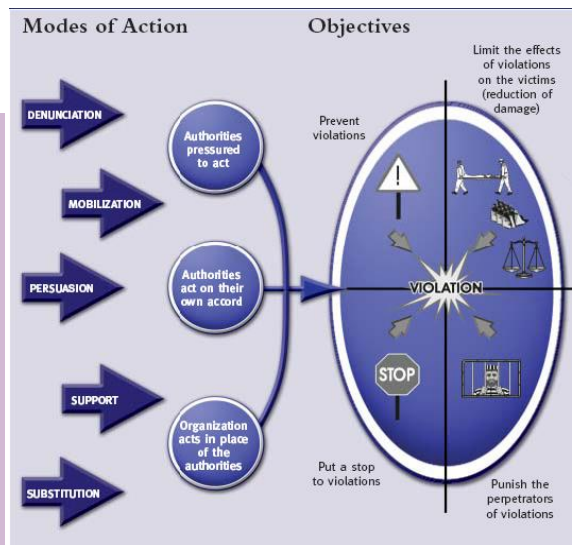 Modes of Action
Objectives
DENUNCIATION
MOBILIZATION
PERSUASION
SUPPORT
SUBSTITUTION
Authorities
pressured
to act
Authorities
act on their
own accord
Organization
acts in place
of the
authorities
Prevent
violations
Limit the effects
of violations
on the victims
(reduction of
damage)
!
VIOLATION
STOP
Put a stop
to violations
Punish the
perpetrators
of violations